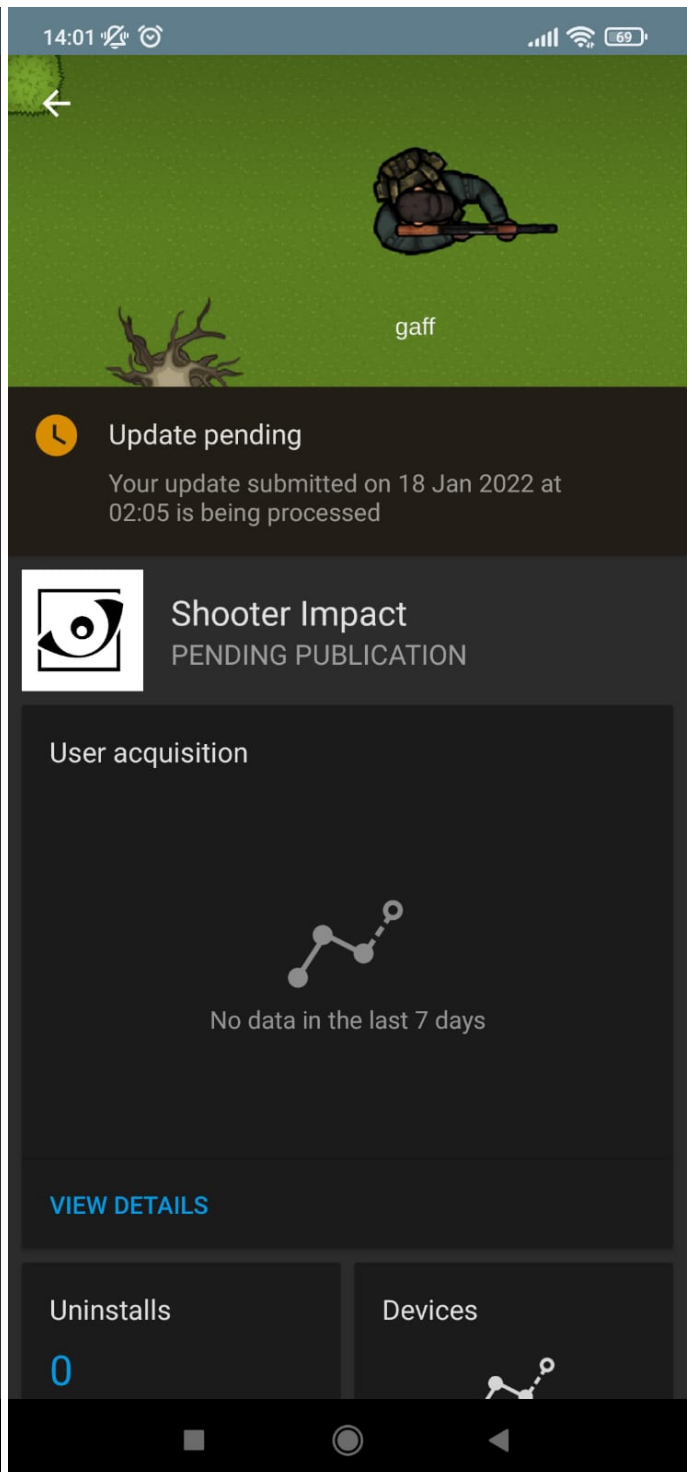 14:01
69
gaff
Update pending
Your update submitted on 18 Jan 2022 at
02:05 is being processed
Shooter Impact
PENDING PUBLICATION
User acquisition
No data in the last 7 days
VIEW DETAILS
Uninstalls
Devices
0